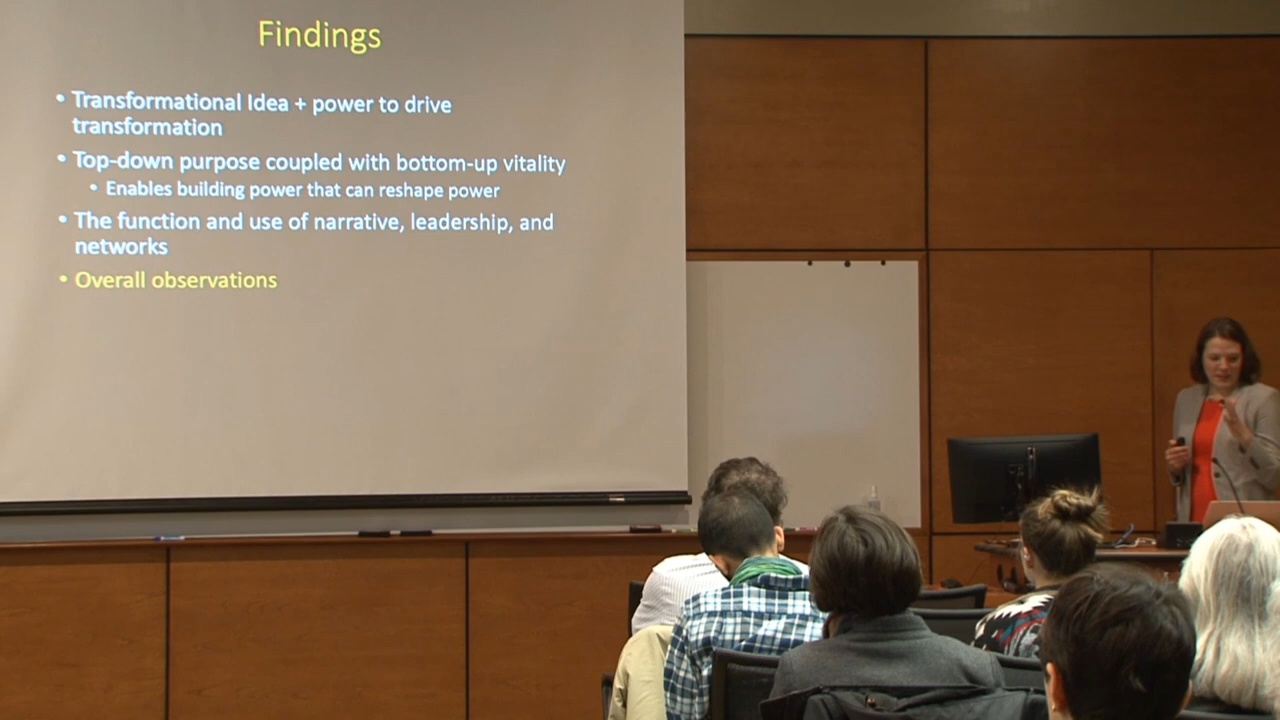 Findings
• Transformational Idea + power to drive
transformation
• Top-down purpose coupled with bottom-up vitality
• Enables building power that can reshape power
• The function and use of narrative, leadership, and
networks
• Overall observations